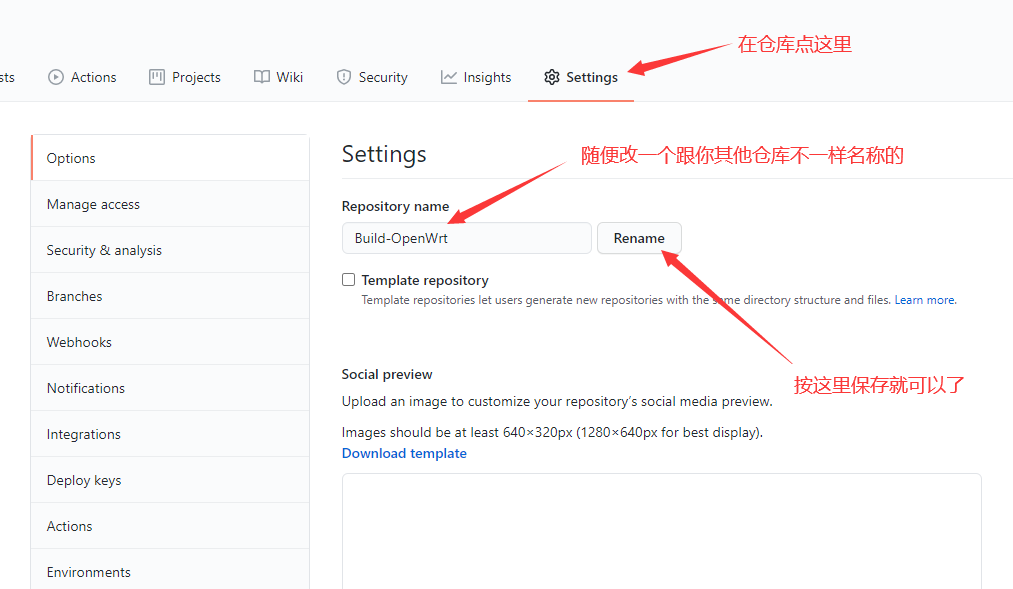 在仓库点这里
sts Actions Projects Wiki Security Insights Settings
Options
Manage access
Security & analysis
Branches
Webhooks
Notifications
Integrations
Deploy keys
Actions
Environments
Settings
随便改一个跟你其他仓库不一样名称的
Repository name
Build-OpenWrt Rename
Template repository
Template repositories let users generate new repositories with the same directory structure and files. Learn more.
按这里保存就可以了
Social preview
Upload an image to customize your repository’s social media preview.
Images should be at least 640×320px (1280×640px for best display).
Download template